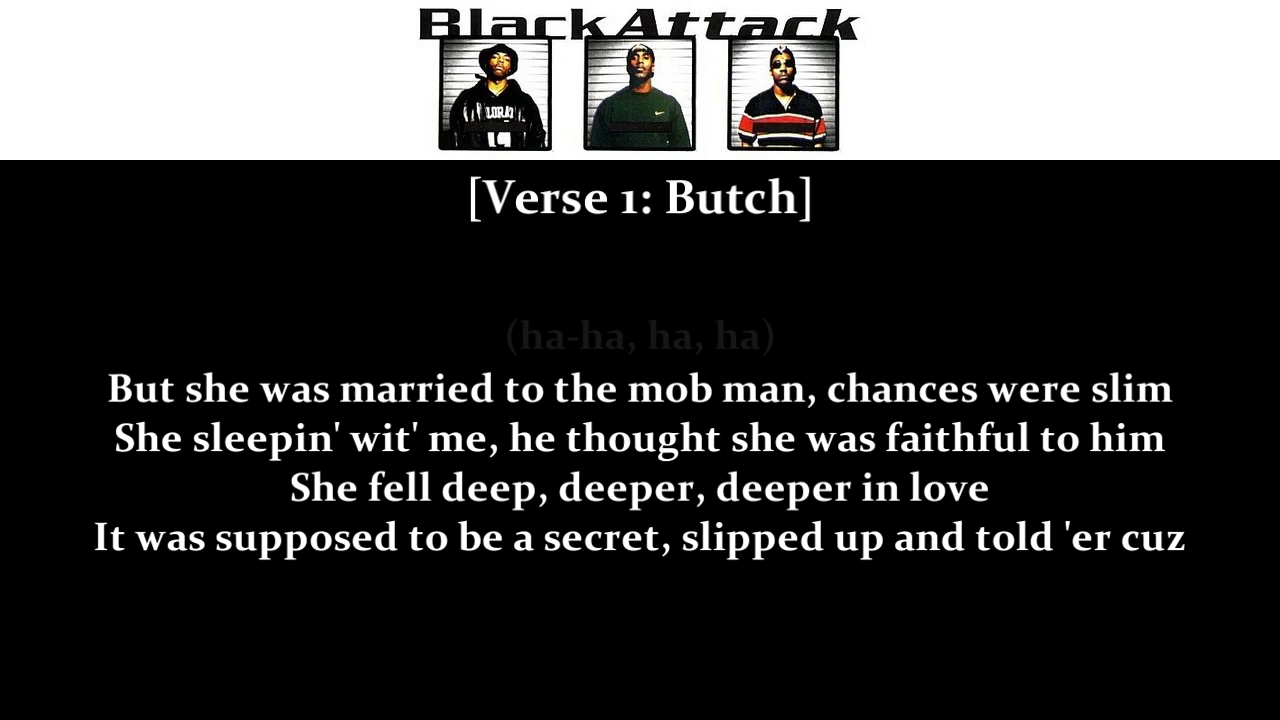 BlackAttack
[Verse 1: Butch]
(ha-ha, ha, ha)
But she was married to the mob man, chances were slim
She sleepin' wit' me, he thought she was faithful to him
She fell deep, deeper, deeper in love
It was supposed to be a secret, slipped up and told 'er cuz